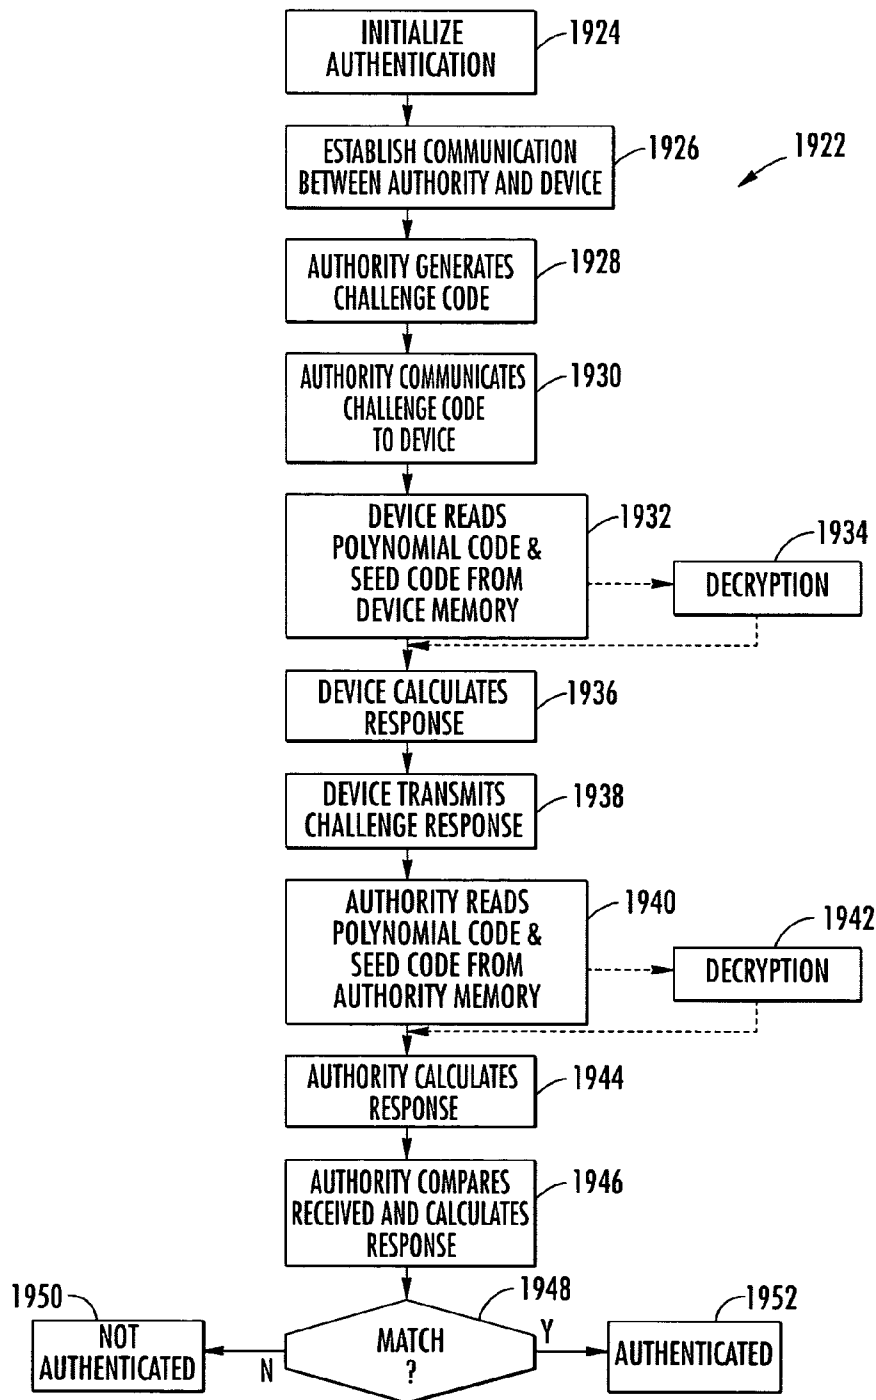 INITIALIZE
AUTHENTICATION
1924
ESTABLISH COMMUNICATION
BETWEEN AUTHORITY AND DEVICE
1926
1922
AUTHORITY GENERATES
CHALLENGE CODE
1928
AUTHORITY COMMUNICATES
CHALLENGE CODE
TO DEVICE
1930
DEVICE READS
POLYNOMIAL CODE &
SEED CODE FROM
DEVICE MEMORY
1932
DECRYPTION
1934
DEVICE CALCULATES
RESPONSE
1936
DEVICE TRANSMITS
CHALLENGE RESPONSE
1938
AUTHORITY READS
POLYNOMIAL CODE &
SEED CODE FROM
AUTHORITY MEMORY
1940
DECRYPTION
1942
AUTHORITY CALCULATES
RESPONSE
1944
AUTHORITY COMPARES
RECEIVED AND CALCULATES
RESPONSE
1946
MATCH
?
1948
N
Y
NOT
AUTHENTICATED
1950
AUTHENTICATED
1952